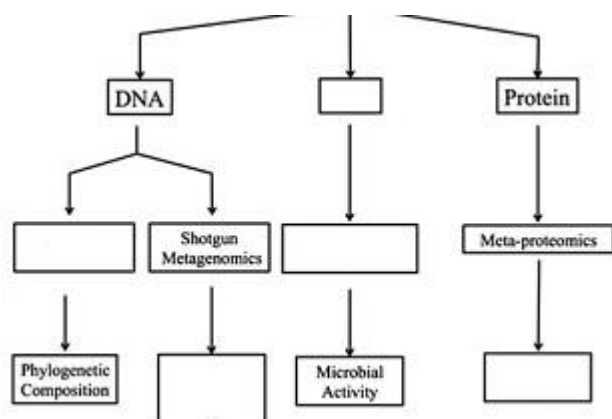 DNA
Protein
Shotgun
Metagenomics
Meta-proteomics
Phylogenetic
Composition
Microbial
Activity